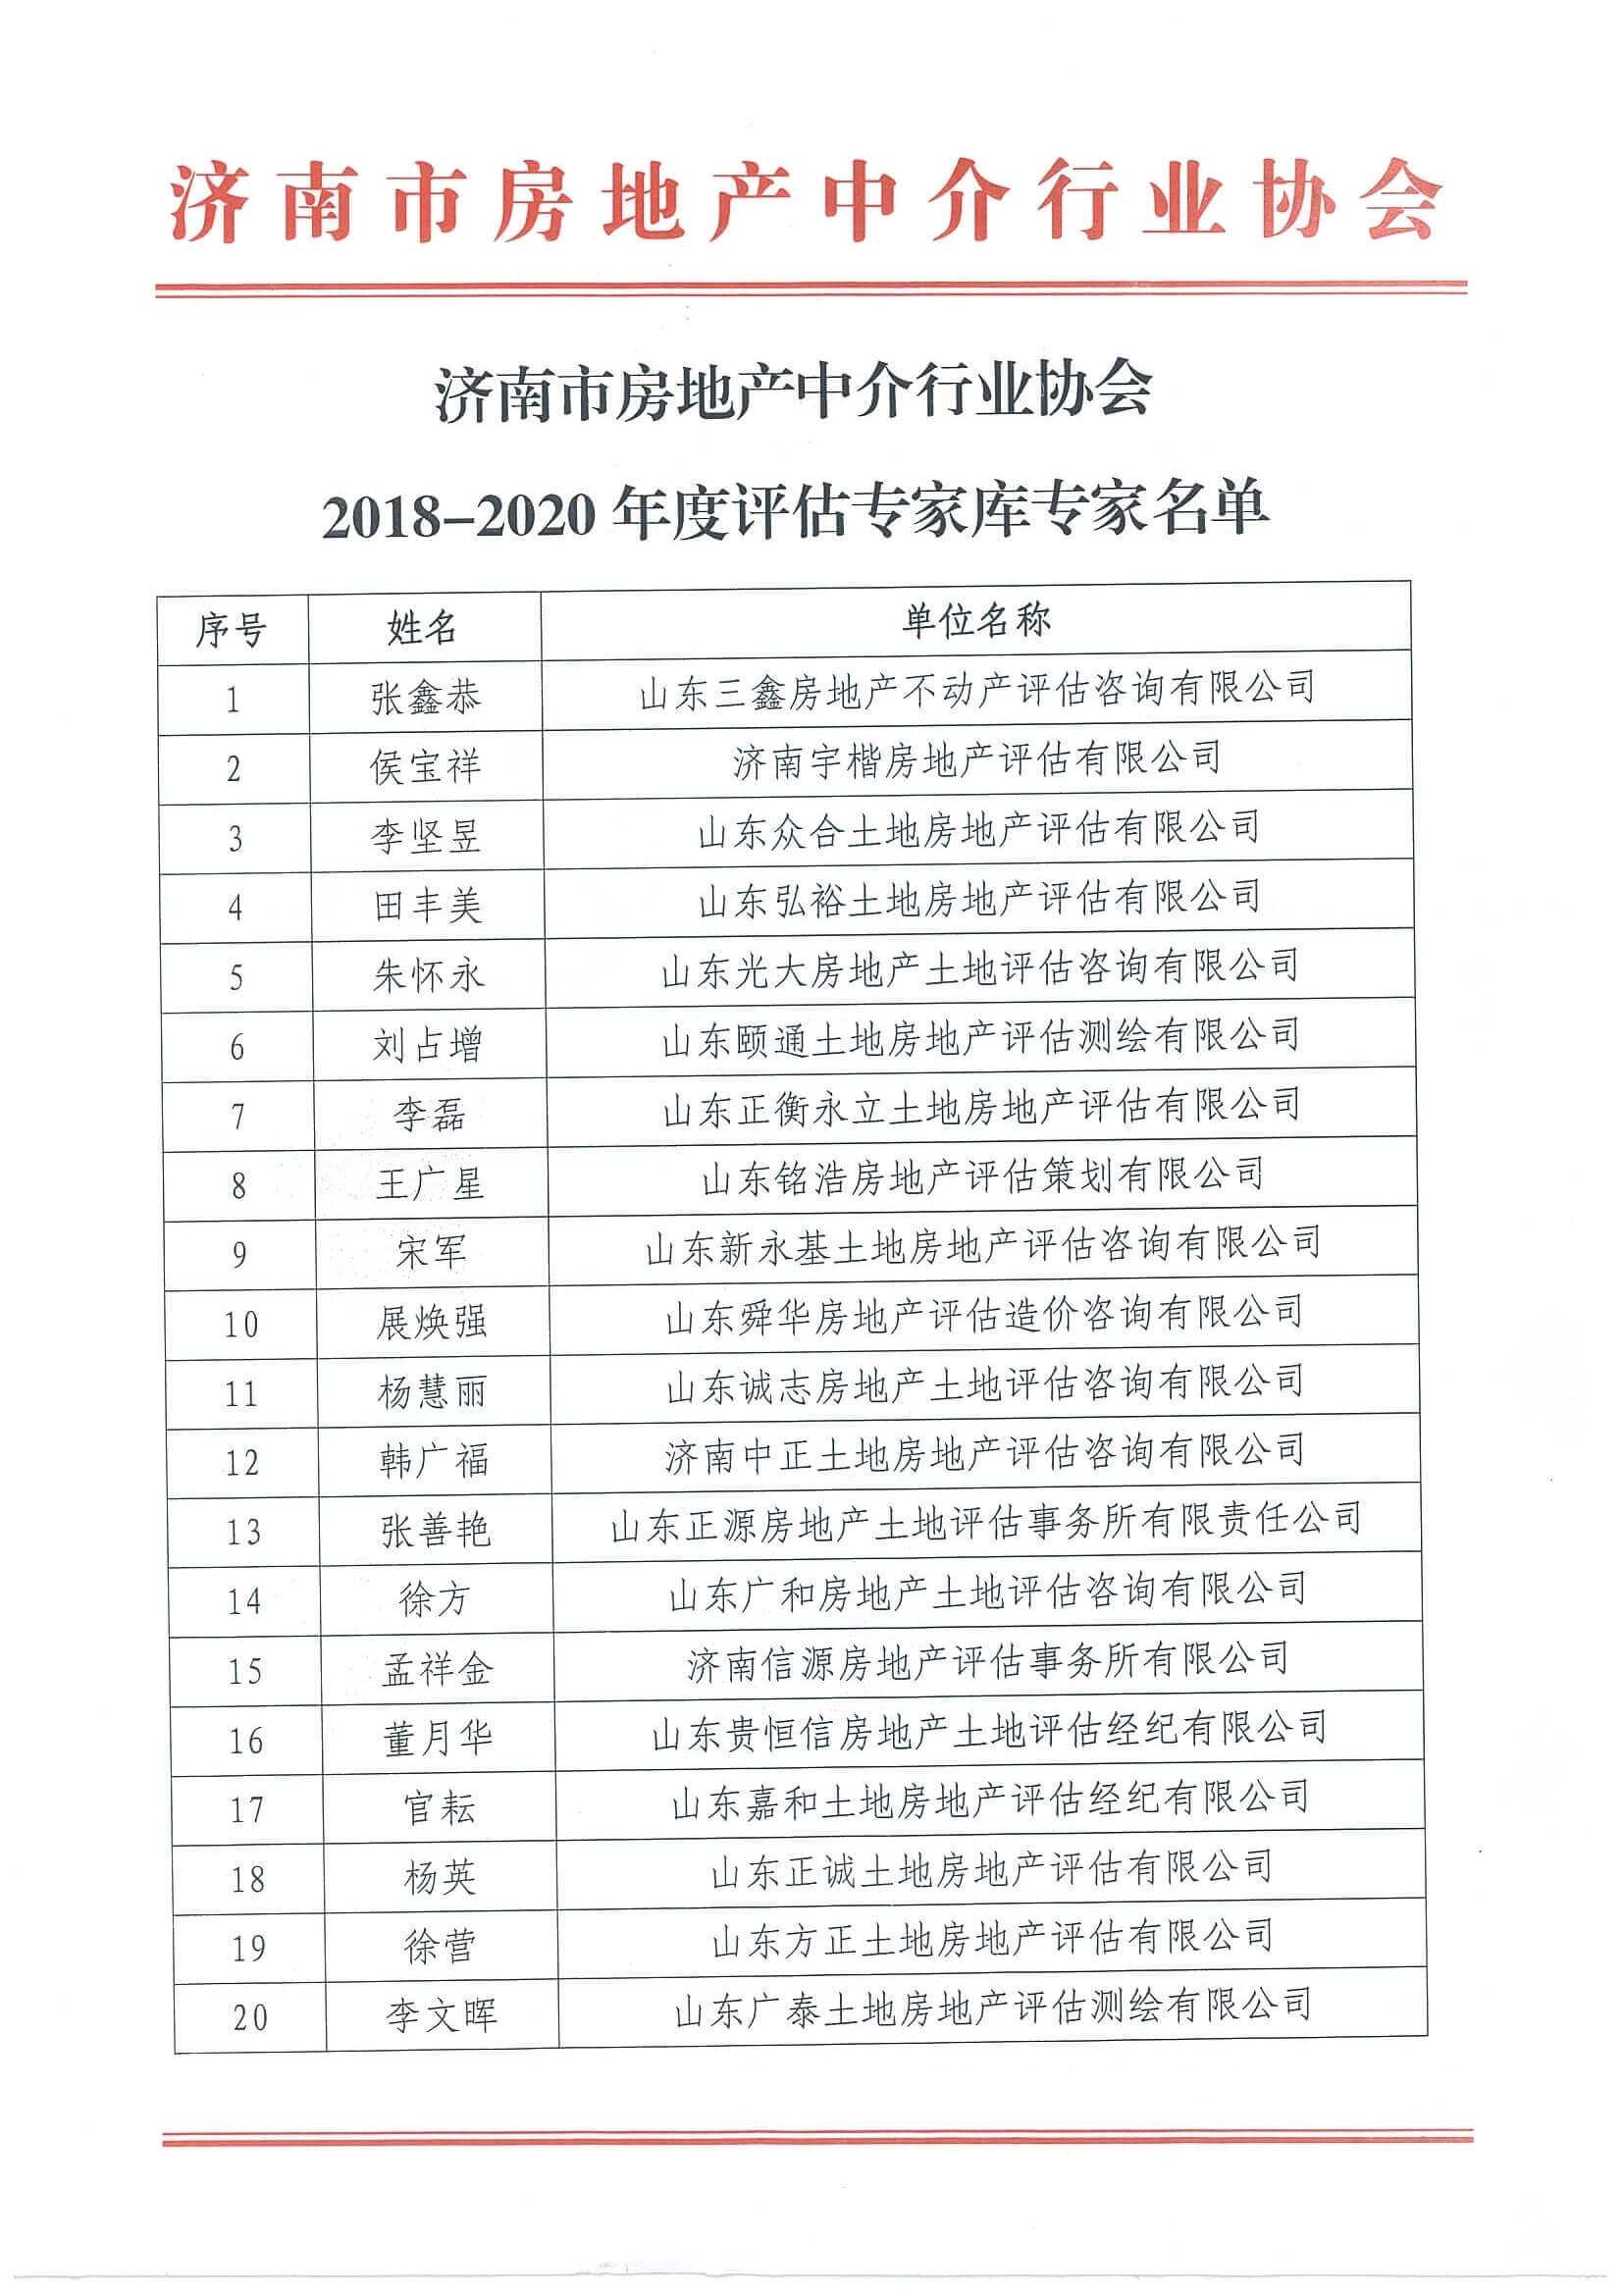 济南市房地产中介行业协会
济南市房地产中介行业协会
2018-2020 年度评估专家库专家名单
序号 姓名 单位名称
1 张鑫恭 山东三鑫房地产不动产评估咨询有限公司
2 侯宝祥 济南宇楷房地产评估有限公司
3 李坚昱 山东众合土地房地产评估有限公司
4 田丰美 山东弘裕土地房地产评估有限公司
5 朱怀永 山东光大房地产土地评估咨询有限公司
6 刘占增 山东颐通土地房地产评估测绘有限公司
7 李磊 山东正衡永立土地房地产评估有限公司
8 王广星 山东铭浩房地产评估策划有限公司
9 宋军 山东新永基土地房地产评估咨询有限公司
10 展焕强 山东舜华房地产评估造价咨询有限公司
11 杨慧丽 山东诚志房地产土地评估咨询有限公司
12 韩广福 济南中正土地房地产评估咨询有限公司
13 张善艳 山东正源房地产土地评估事务所有限责任公司
14 徐方 山东广和房地产土地评估咨询有限公司
15 孟祥金 济南信源房地产评估事务所有限公司
16 董月华 山东贵恒信房地产土地评估经纪有限公司
17 官耘 山东嘉和土地房地产评估经纪有限公司
18 杨英 山东正诚土地房地产评估有限公司
19 徐营 山东方正土地房地产评估有限公司
20 李文晖 山东广泰土地房地产评估测绘有限公司